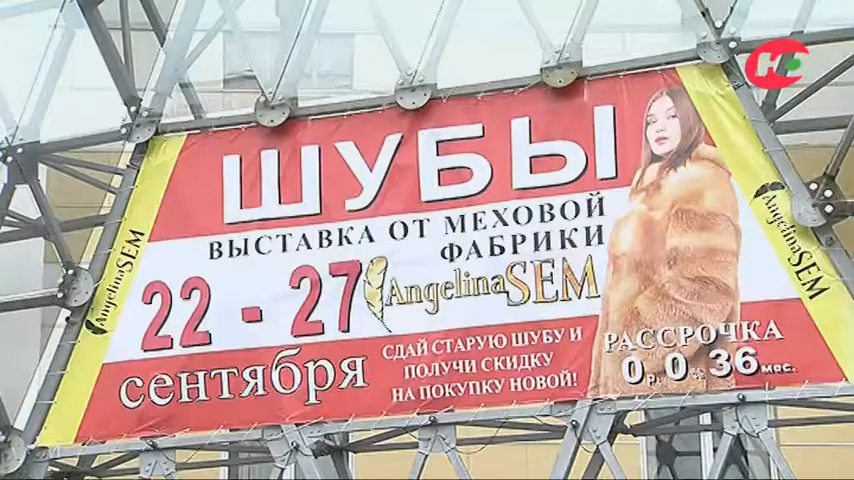 ШУБЫ
ВЫСТАВКА ОТ МЕХОВОЙ
ФАБРИКИ
22 - 27
AngelinaSEM
сентября
СДАЙ СТАРУЮ ШУБУ И
ПОЛУЧИ СКИДКУ
НА ПОКУПКУ НОВОЙ!
РАССРОЧКА
0р. 0% 36 мес.
AngelinaSEM
AngelinaSEM